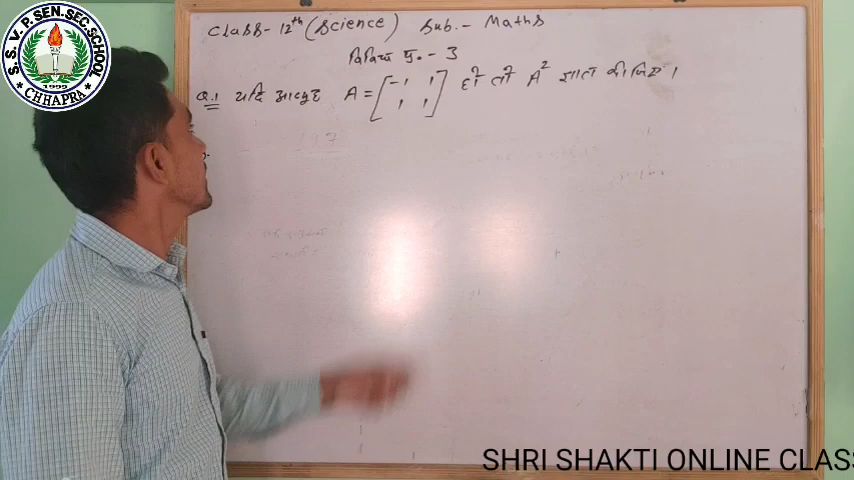 S. S. V. P. SEN. SEC. SCHOOL
1999
CHHAPRA
Class- 12th (Science) Sub.- Maths
विविध प्र. - 3
Q.1 यदि आव्यूह A = [-1 1
1 1] हो तो A² ज्ञात कीजिए।
SHRI SHAKTI ONLINE CLAS